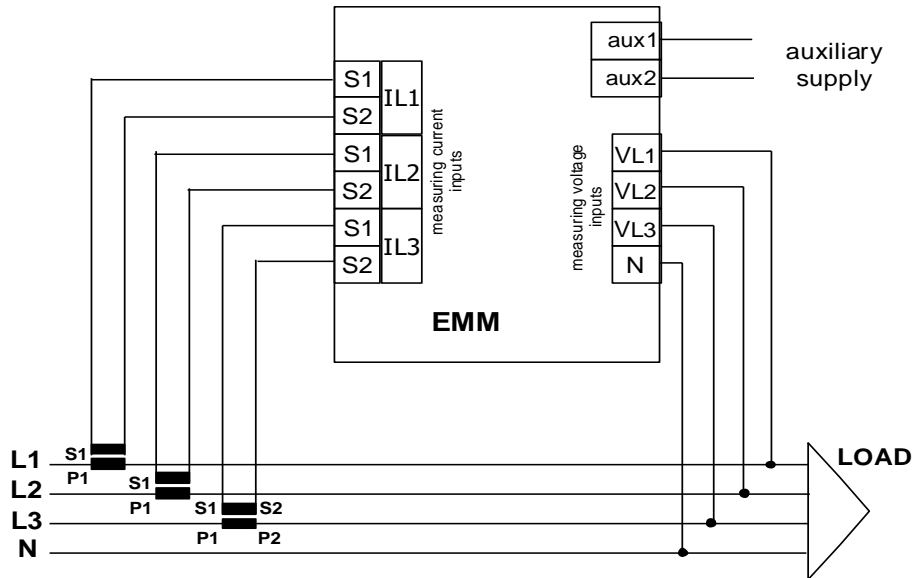 aux1
aux2
auxiliary
supply
S1
S2
IL1
S1
S2
IL2
S1
S2
IL3
measuring current
inputs
measuring voltage
inputs
VL1
VL2
VL3
N
EMM
L1
S1
P1
L2
S1
P1
L3
S1
S2
P1
P2
N
LOAD